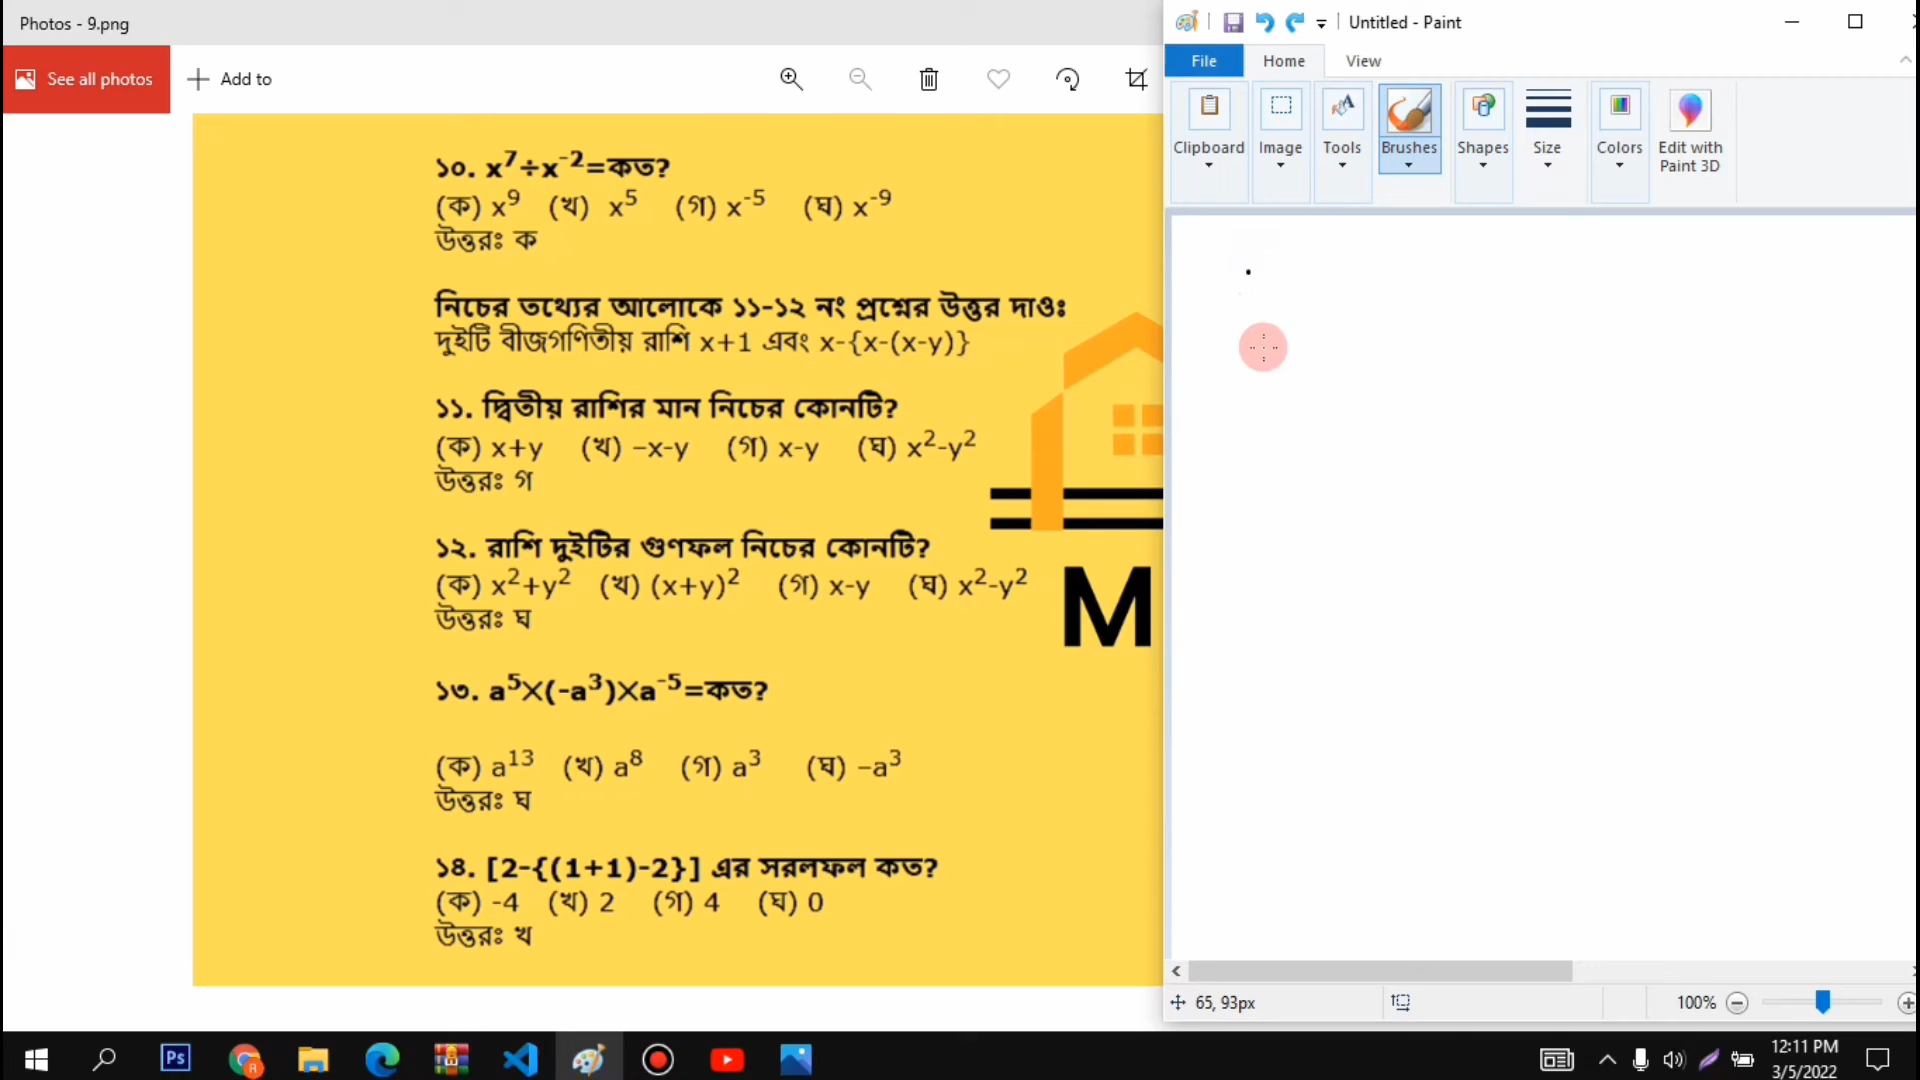 Photos - 9.png
See all photos
Add to
১০. x⁷÷x⁻²=কত?
(ক) x⁹ (খ) x⁵ (গ) x⁻⁵ (ঘ) x⁻⁹
উত্তরঃ ক
নিচের তথ্যের আলোকে ১১-১২ নং প্রশ্নের উত্তর দাওঃ
দুইটি বীজগণিতীয় রাশি x+1 এবং x-{x-(x-y)}
১১. দ্বিতীয় রাশির মান নিচের কোনটি?
(ক) x+y (খ) –x-y (গ) x-y (ঘ) x²-y²
উত্তরঃ গ
১২. রাশি দুইটির গুণফল নিচের কোনটি?
(ক) x²+y² (খ) (x+y)² (গ) x-y (ঘ) x²-y²
উত্তরঃ ঘ
১৩. a⁵×(-a³)×a⁻⁵=কত?
(ক) a¹³ (খ) a⁸ (গ) a³ (ঘ) –a³
উত্তরঃ ঘ
১৪. [2-{(1+1)-2}] এর সরলফল কত?
(ক) -4 (খ) 2 (গ) 4 (ঘ) 0
উত্তরঃ খ
M
Untitled - Paint
File Home View
Clipboard Image Tools Brushes Shapes Size Colors Edit with Paint 3D
65, 93px
100%
Ps
R
12:11 PM
3/5/2022